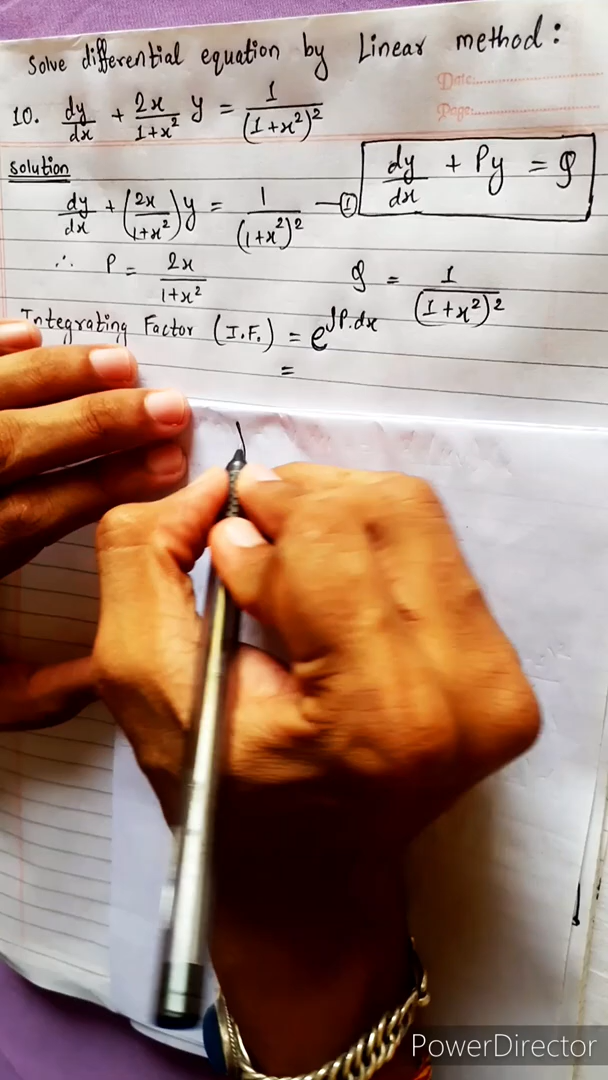 Solve differential equation by Linear method:
Date:
Page:
10. dy/dx + 2x/1+x² y = 1/(1+x²)²
Solution
dy/dx + Py = Q
dy/dx + (2x/1+x²)y = 1/(1+x²)² —①
∴ P = 2x/1+x² Q = 1/(1+x²)²
Integrating Factor (I.F.) = e^∫P.dx
=
PowerDirector